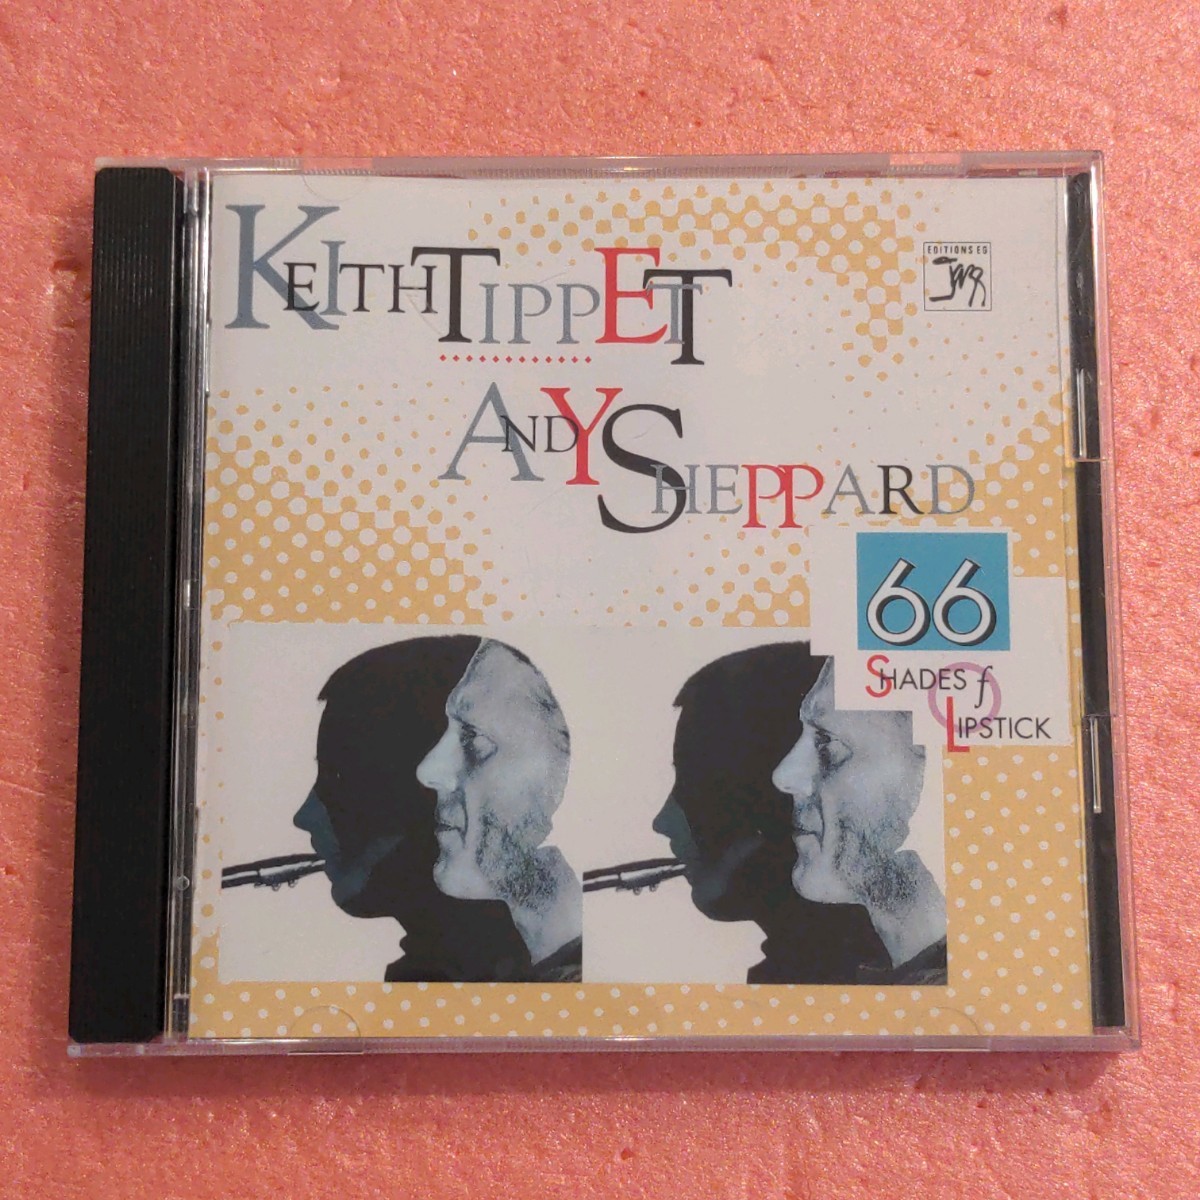 KEITH TIPPETT
EDITIONS EG
ANDY SHEPPARD
66
SHADES Of
LIPSTICK